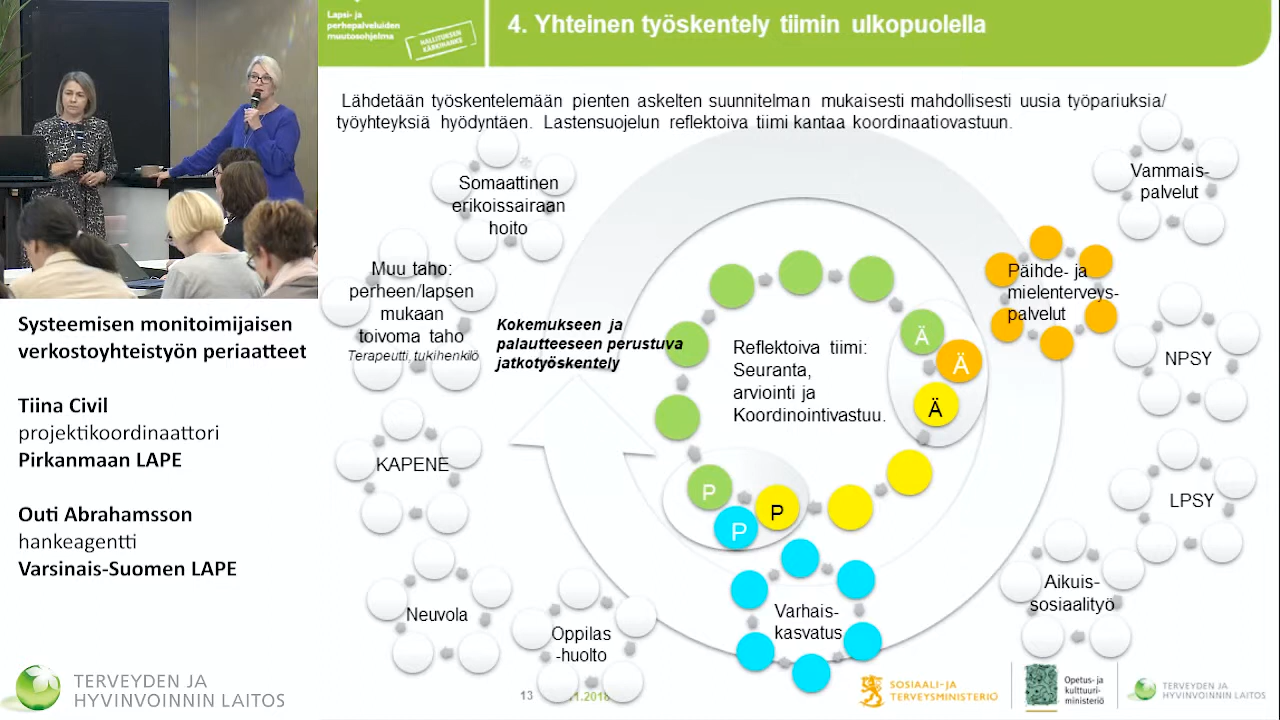 Lapsi- ja
perhepalveluiden
muutosohjelma
HALLITUKSEN
KÄRKIHANKE
4. Yhteinen työskentely tiimin ulkopuolella
Lähdetään työskentelemään pienten askelten suunnitelman mukaisesti mahdollisesti uusia työpariuksia/
työyhteyksiä hyödyntäen. Lastensuojelun reflektoiva tiimi kantaa koordinaatiovastuun.
Somaattinen
erikoissairaan
hoito
Vammais-
palvelut
Muu taho:
perheen/lapsen
mukaan
toivoma taho
Terapeutti, tukihenkilö
Kokemukseen ja
palautteeseen perustuva
jatkotyöskentely
Reflektoiva tiimi:
Seuranta,
arviointi ja
Koordinointivastuu.
Ä
Ä
Ä
Päihde- ja
mielenterveys-
palvelut
NPSY
KAPENE
P
P
P
LPSY
Neuvola
Oppilas
-huolto
Varhais-
kasvatus
Aikuis-
sosiaalityö
13
.1.2018
SOSIAALI- JA
TERVEYSMINISTERIÖ
Opetus- ja
kulttuuri-
ministeriö
TERVEYDEN JA
HYVINVOINNIN LAITOS
Systeemisen monitoimijaisen
verkostoyhteistyön periaatteet
Tiina Civil
projektikoordinaattori
Pirkanmaan LAPE
Outi Abrahamsson
hankeagentti
Varsinais-Suomen LAPE
TERVEYDEN JA
HYVINVOINNIN LAITOS